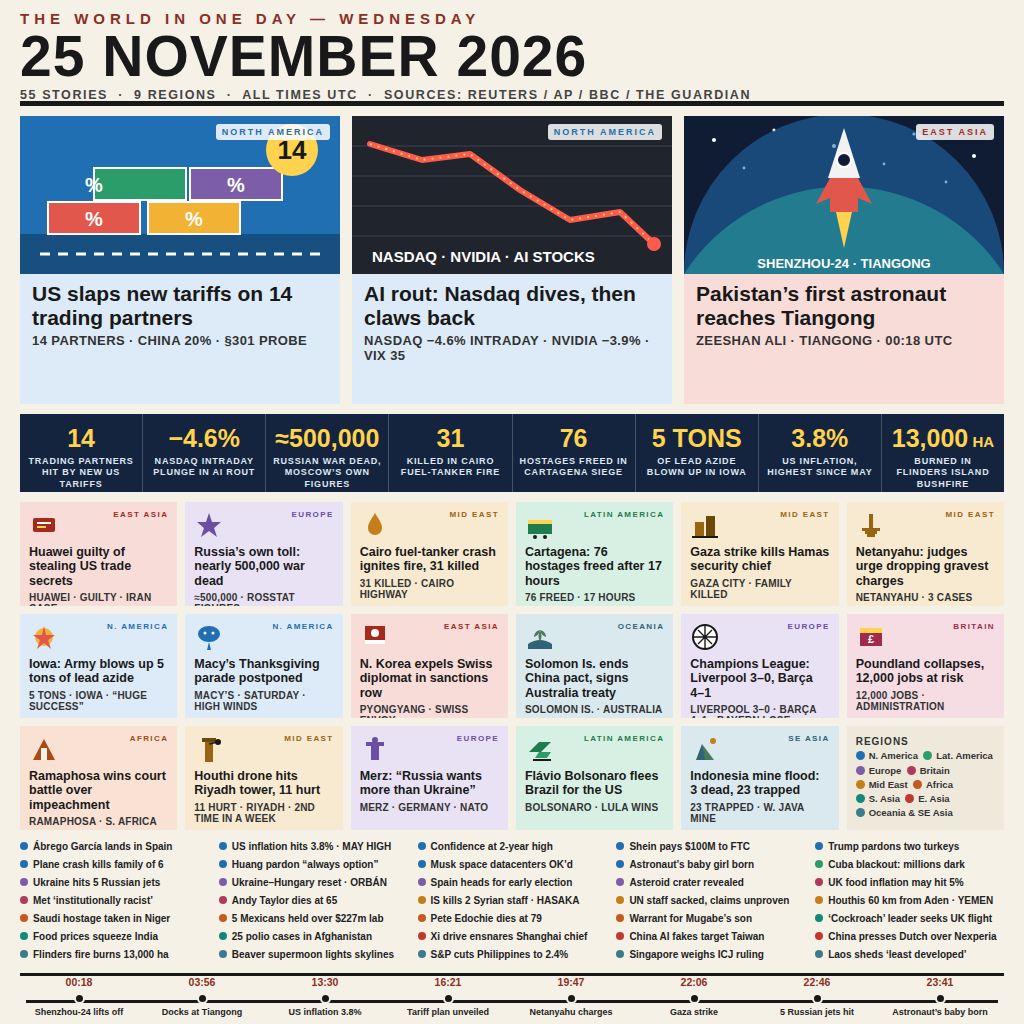 THE WORLD IN ONE DAY — WEDNESDAY
25 NOVEMBER 2026
55 STORIES · 9 REGIONS · ALL TIMES UTC · SOURCES: REUTERS / AP / BBC / THE GUARDIAN
NORTH AMERICA
14
% %
% %
US slaps new tariffs on 14
trading partners
14 PARTNERS · CHINA 20% · §301 PROBE
NORTH AMERICA
NASDAQ · NVIDIA · AI STOCKS
AI rout: Nasdaq dives, then
claws back
NASDAQ −4.6% INTRADAY · NVIDIA −3.9% ·
VIX 35
EAST ASIA
SHENZHOU-24 · TIANGONG
Pakistan’s first astronaut
reaches Tiangong
ZEESHAN ALI · TIANGONG · 00:18 UTC
14
TRADING PARTNERS
HIT BY NEW US
TARIFFS
−4.6%
NASDAQ INTRADAY
PLUNGE IN AI ROUT
≈500,000
RUSSIAN WAR DEAD,
MOSCOW’S OWN
FIGURES
31
KILLED IN CAIRO
FUEL-TANKER FIRE
76
HOSTAGES FREED IN
CARTAGENA SIEGE
5 TONS
OF LEAD AZIDE
BLOWN UP IN IOWA
3.8%
US INFLATION,
HIGHEST SINCE MAY
13,000 HA
BURNED IN
FLINDERS ISLAND
BUSHFIRE
EAST ASIA
Huawei guilty of
stealing US trade
secrets
HUAWEI · GUILTY · IRAN
CASE
EUROPE
Russia’s own toll:
nearly 500,000 war
dead
≈500,000 · ROSSTAT
FIGURES
MID EAST
Cairo fuel-tanker crash
ignites fire, 31 killed
31 KILLED · CAIRO
HIGHWAY
LATIN AMERICA
Cartagena: 76
hostages freed after 17
hours
76 FREED · 17 HOURS
MID EAST
Gaza strike kills Hamas
security chief
GAZA CITY · FAMILY
KILLED
MID EAST
Netanyahu: judges
urge dropping gravest
charges
NETANYAHU · 3 CASES
N. AMERICA
Iowa: Army blows up 5
tons of lead azide
5 TONS · IOWA · “HUGE
SUCCESS”
N. AMERICA
Macy’s Thanksgiving
parade postponed
MACY’S · SATURDAY ·
HIGH WINDS
EAST ASIA
N. Korea expels Swiss
diplomat in sanctions
row
PYONGYANG · SWISS
ENVOY
OCEANIA
Solomon Is. ends
China pact, signs
Australia treaty
SOLOMON IS. · AUSTRALIA
EUROPE
Champions League:
Liverpool 3–0, Barça
4–1
LIVERPOOL 3–0 · BARÇA
4–1 · BAYERN LOSE
BRITAIN
£
Poundland collapses,
12,000 jobs at risk
12,000 JOBS ·
ADMINISTRATION
AFRICA
Ramaphosa wins court
battle over
impeachment
RAMAPHOSA · S. AFRICA
MID EAST
Houthi drone hits
Riyadh tower, 11 hurt
11 HURT · RIYADH · 2ND
TIME IN A WEEK
EUROPE
Merz: “Russia wants
more than Ukraine”
MERZ · GERMANY · NATO
LATIN AMERICA
Flávio Bolsonaro flees
Brazil for the US
BOLSONARO · LULA WINS
SE ASIA
Indonesia mine flood:
3 dead, 23 trapped
23 TRAPPED · W. JAVA
MINE
REGIONS
N. America Lat. America
Europe Britain
Mid East Africa
S. Asia E. Asia
Oceania & SE Asia
Ábrego García lands in Spain
US inflation hits 3.8% · MAY HIGH
Confidence at 2-year high
Shein pays $100M to FTC
Trump pardons two turkeys
Plane crash kills family of 6
Huang pardon “always option”
Musk space datacenters OK’d
Astronaut’s baby girl born
Cuba blackout: millions dark
Ukraine hits 5 Russian jets
Ukraine–Hungary reset · ORBÁN
Spain heads for early election
Asteroid crater revealed
UK food inflation may hit 5%
Met ‘institutionally racist’
Andy Taylor dies at 65
IS kills 2 Syrian staff · HASAKA
UN staff sacked, claims unproven
Houthis 60 km from Aden · YEMEN
Saudi hostage taken in Niger
5 Mexicans held over $227m lab
Pete Edochie dies at 79
Warrant for Mugabe’s son
‘Cockroach’ leader seeks UK flight
Food prices squeeze India
25 polio cases in Afghanistan
Xi drive ensnares Shanghai chief
China AI fakes target Taiwan
China presses Dutch over Nexperia
Flinders fire burns 13,000 ha
Beaver supermoon lights skylines
S&P cuts Philippines to 2.4%
Singapore weighs ICJ ruling
Laos sheds ‘least developed’
00:18 03:56 13:30 16:21 19:47 22:06 22:46 23:41
Shenzhou-24 lifts off Docks at Tiangong US inflation 3.8% Tariff plan unveiled Netanyahu charges Gaza strike 5 Russian jets hit Astronaut’s baby born